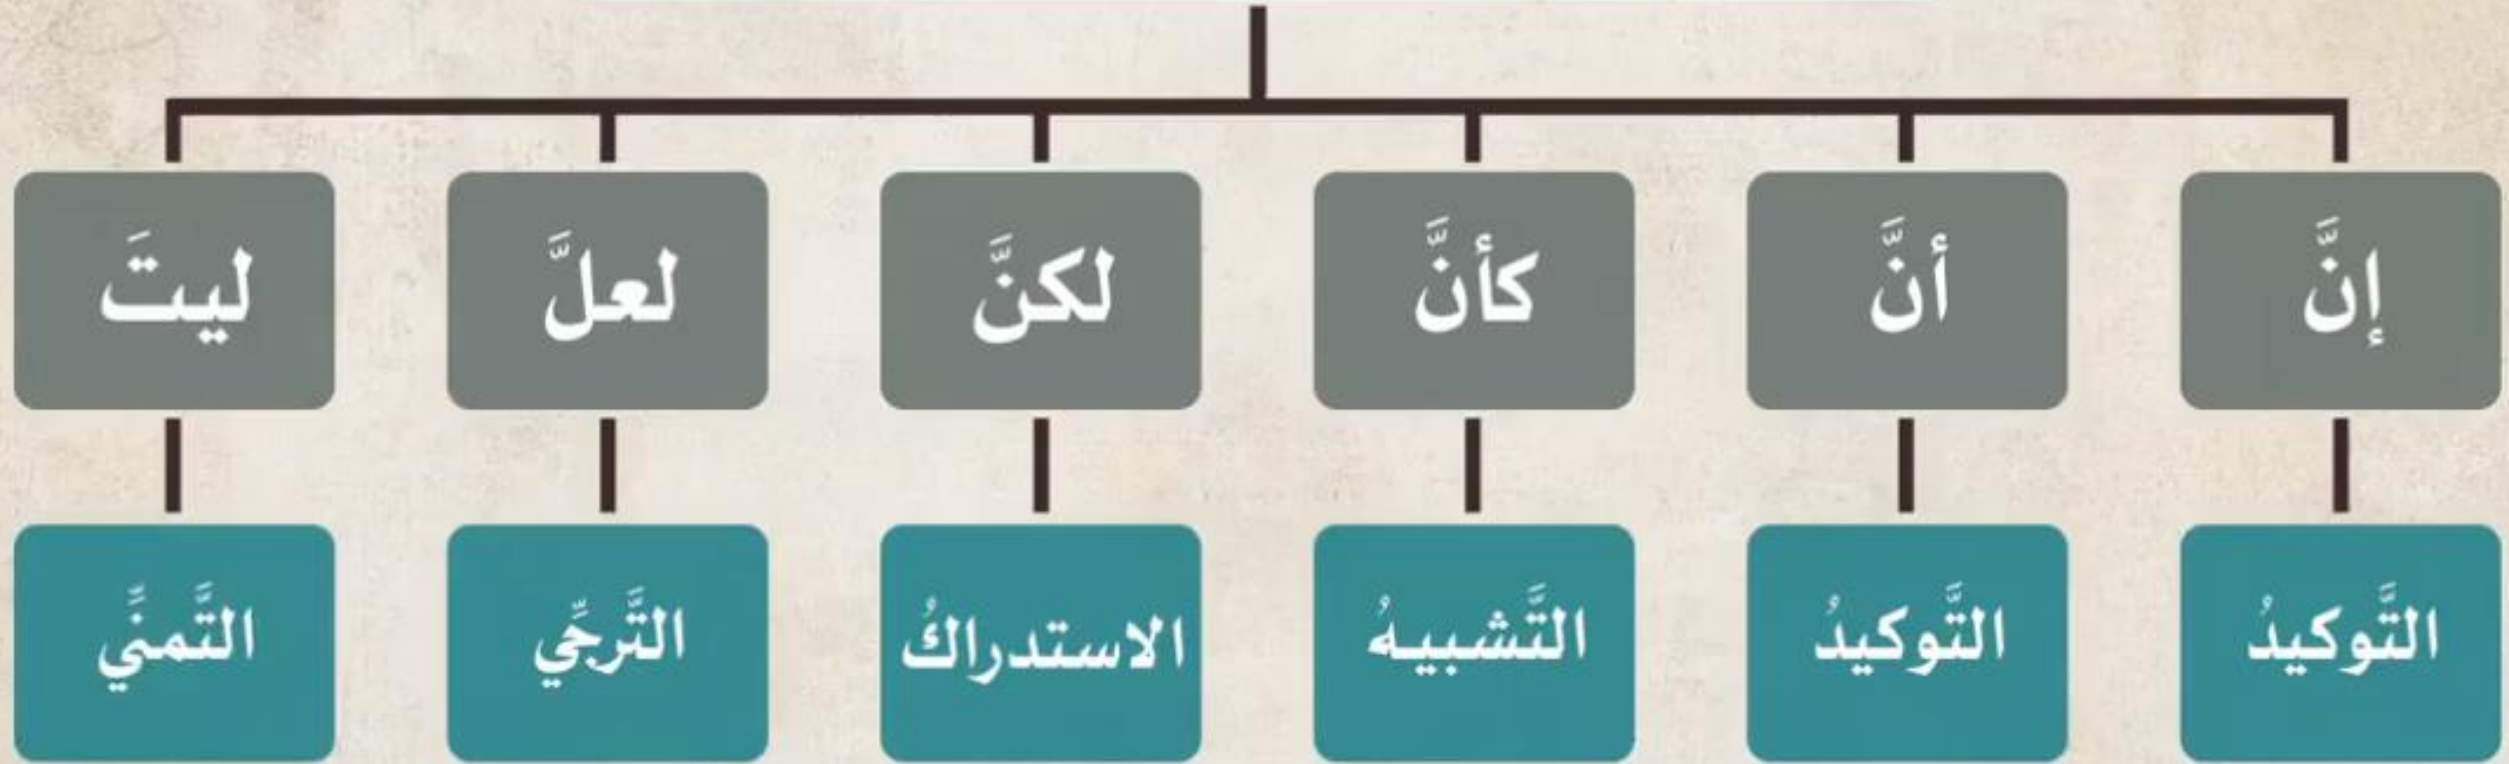 إنَّ
أنَّ
كأنَّ
لكنَّ
لعلَّ
ليتَ
التَّوكيدُ
التَّوكيدُ
التَّشبيهُ
الاستدراكُ
التَّرجِّي
التَّمنِّي